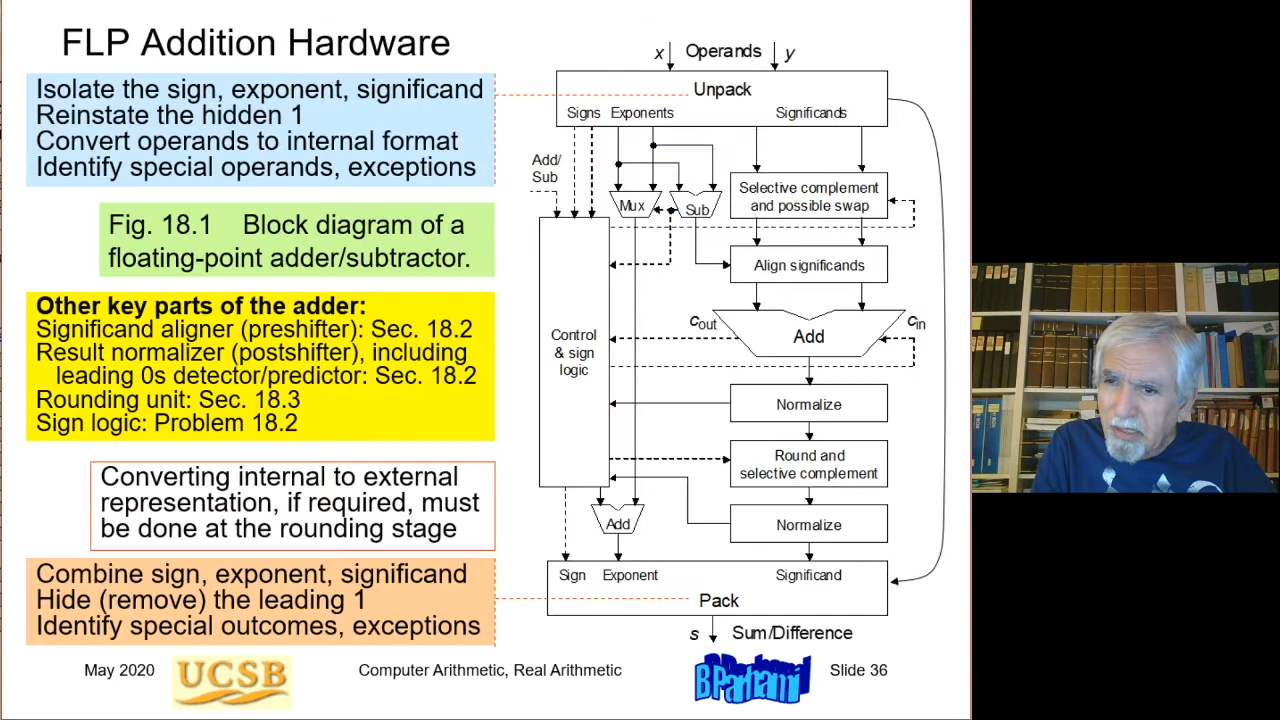 FLP Addition Hardware
Isolate the sign, exponent, significand
Reinstate the hidden 1
Convert operands to internal format
Identify special operands, exceptions
Fig. 18.1 Block diagram of a
floating-point adder/subtractor.
Other key parts of the adder:
Significand aligner (preshifter): Sec. 18.2
Result normalizer (postshifter), including
leading 0s detector/predictor: Sec. 18.2
Rounding unit: Sec. 18.3
Sign logic: Problem 18.2
Converting internal to external
representation, if required, must
be done at the rounding stage
Combine sign, exponent, significand
Hide (remove) the leading 1
Identify special outcomes, exceptions
x Operands y
Unpack
Signs Exponents Significands
Add/
Sub
Mux
Sub
Selective complement
and possible swap
Align significands
cout
Add
cin
Control
& sign
logic
Normalize
Round and
selective complement
Add
Normalize
Sign Exponent Significand
Pack
s Sum/Difference
May 2020
UCSB
Computer Arithmetic, Real Arithmetic
B Parhami
Slide 36